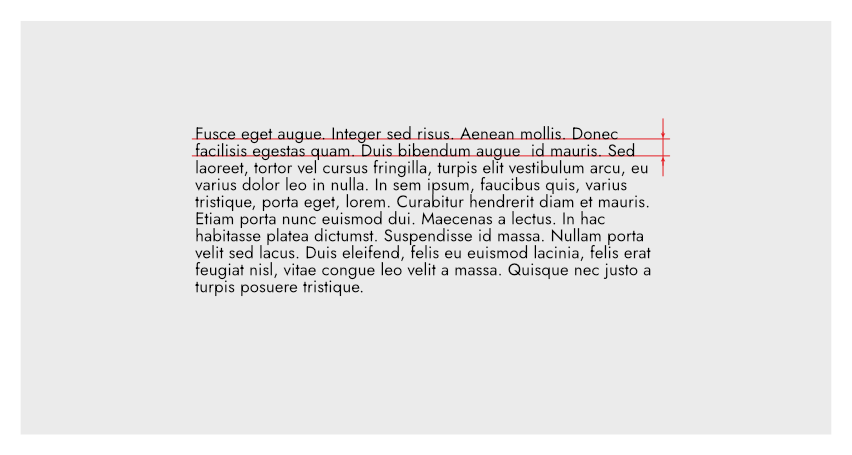 Fusce eget augue. Integer sed risus. Aenean mollis. Donec
facilisis egestas quam. Duis bibendum augue  id mauris. Sed
laoreet, tortor vel cursus fringilla, turpis elit vestibulum arcu, eu
varius dolor leo in nulla. In sem ipsum, faucibus quis, varius
tristique, porta eget, lorem. Curabitur hendrerit diam et mauris.
Etiam porta nunc euismod dui. Maecenas a lectus. In hac
habitasse platea dictumst. Suspendisse id massa. Nullam porta
velit sed lacus. Duis eleifend, felis eu euismod lacinia, felis erat
feugiat nisl, vitae congue leo velit a massa. Quisque nec justo a
turpis posuere tristique.